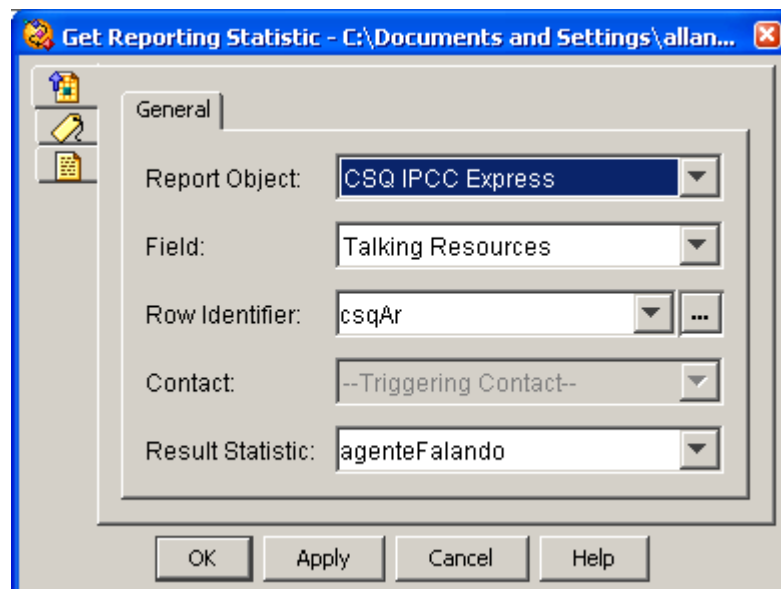 Get Reporting Statistic - C:\Documents and Settings\allan...
General
Report Object: CSQ IPCC Express
Field: Talking Resources
Row Identifier: csqAr ...
Contact: --Triggering Contact--
Result Statistic: agenteFalando
OK Apply Cancel Help